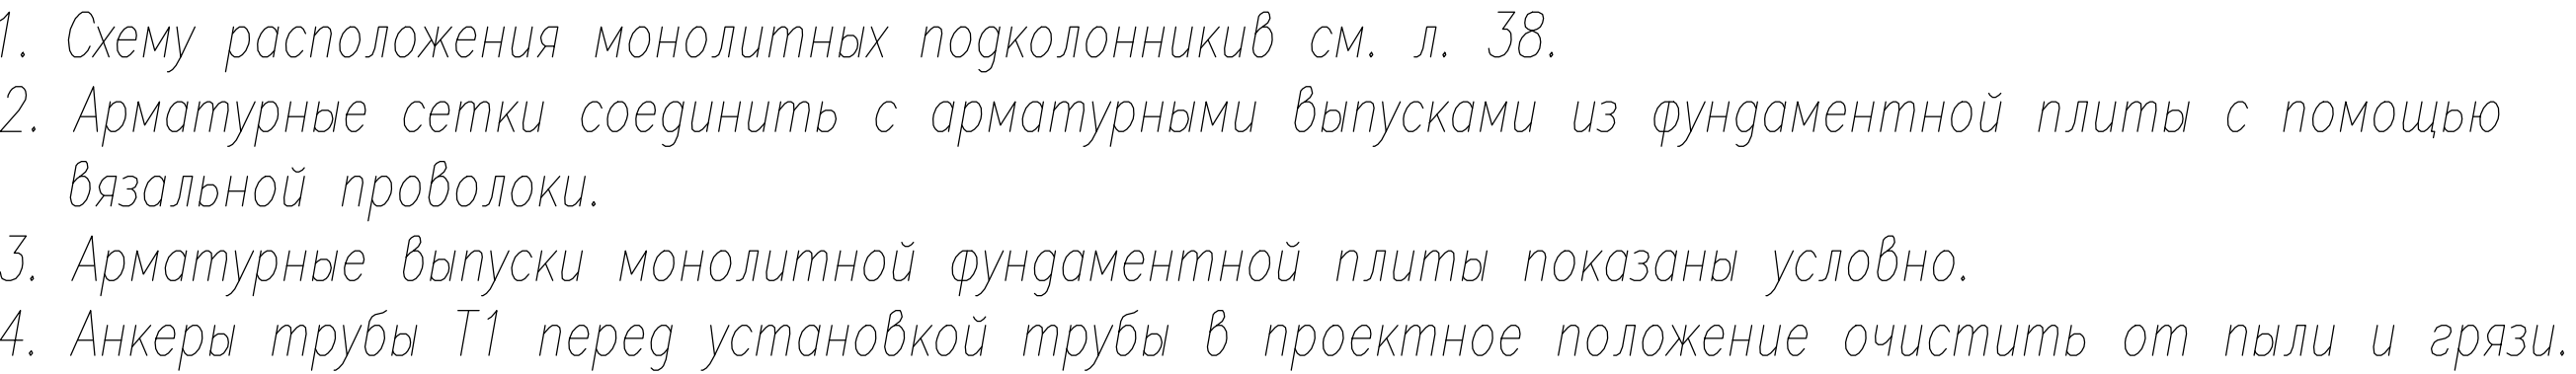 1. Схему расположения монолитных подколонникив см. л. 38.
2. Арматурные сетки соединить с арматурными выпусками из фундаментной плиты с помощью
вязальной проволоки.
3. Арматурные выпуски монолитной фундаментной плиты показаны условно.
4. Анкеры трубы Т1 перед установкой трубы в проектное положение очистить от пыли и грязи.